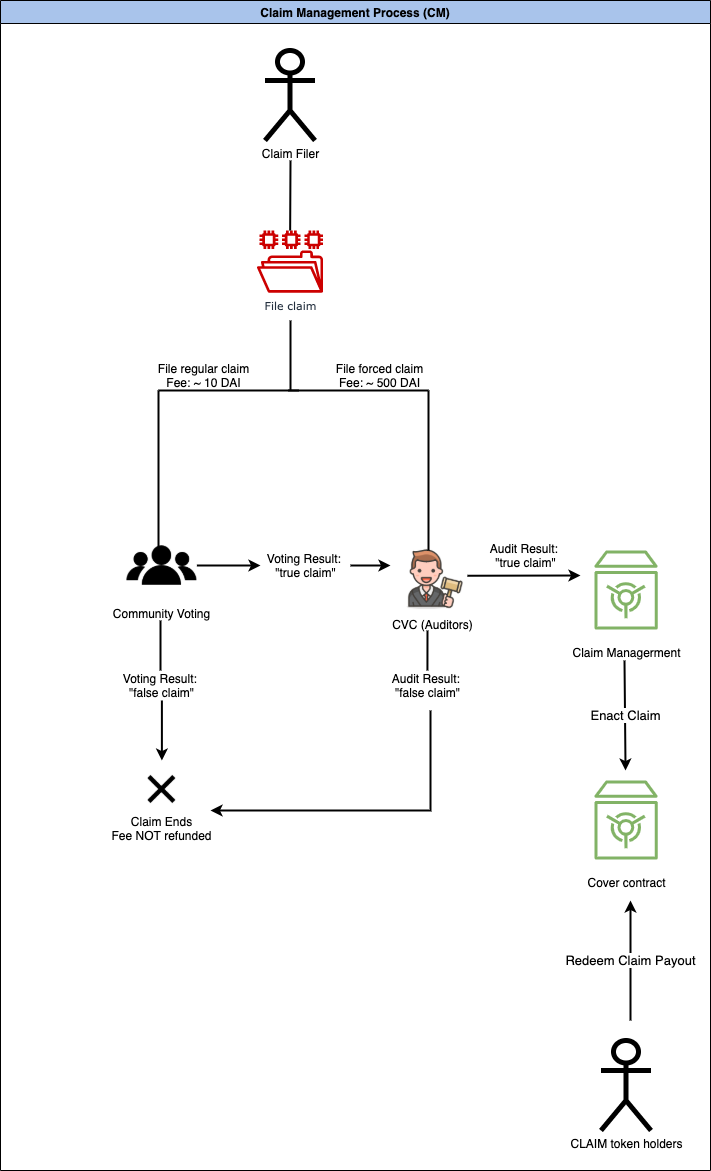 Claim Management Process (CM)
Claim Filer
File claim
File regular claim
Fee: ~ 10 DAI
File forced claim
Fee: ~ 500 DAI
Voting Result:
"true claim"
Audit Result:
"true claim"
Community Voting
CVC (Auditors)
Claim Managerment
Voting Result:
"false claim"
Audit Result:
"false claim"
Enact Claim
Claim Ends
Fee NOT refunded
Cover contract
Redeem Claim Payout
CLAIM token holders